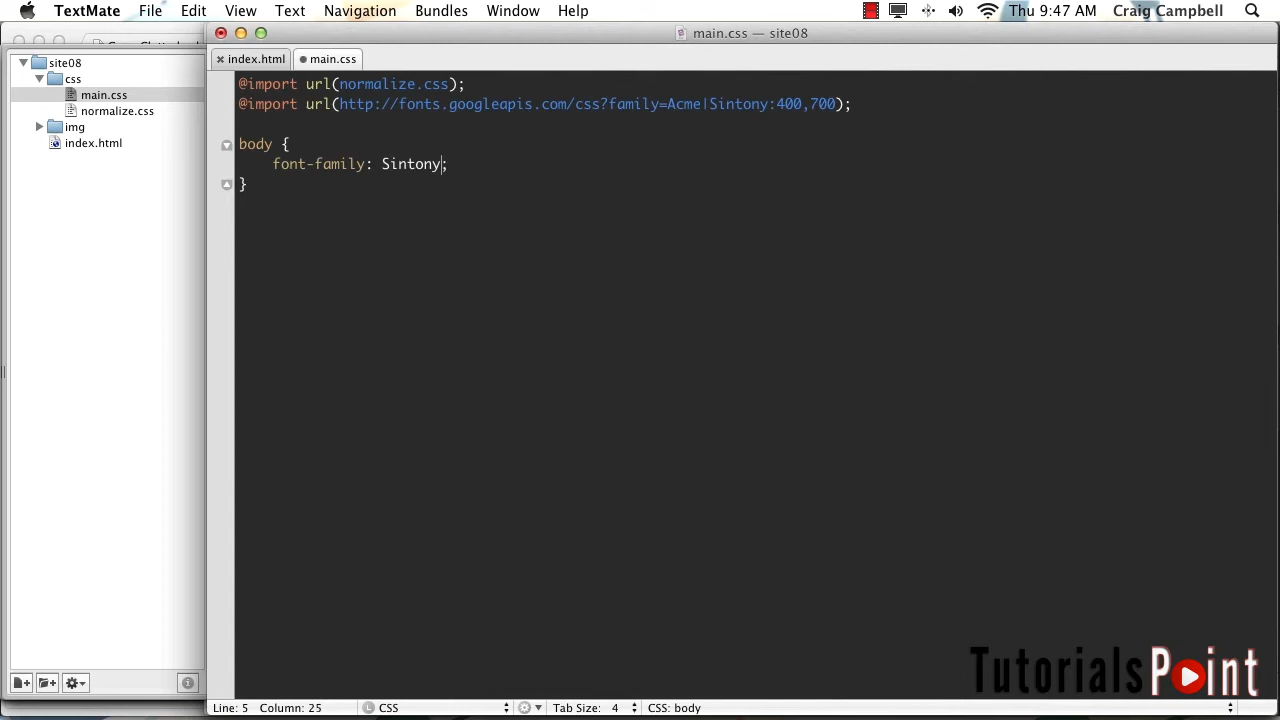 TextMate File Edit View Text Navigation Bundles Window Help Thu 9:47 AM Craig Campbell
main.css — site08
index.html main.css
site08
css
main.css
normalize.css
img
index.html
@import url(normalize.css);
@import url(http://fonts.googleapis.com/css?family=Acme|Sintony:400,700);
body {
font-family: Sintony;
}
TutorialsPoint
Line: 5 Column: 25 L CSS Tab Size: 4 CSS: body